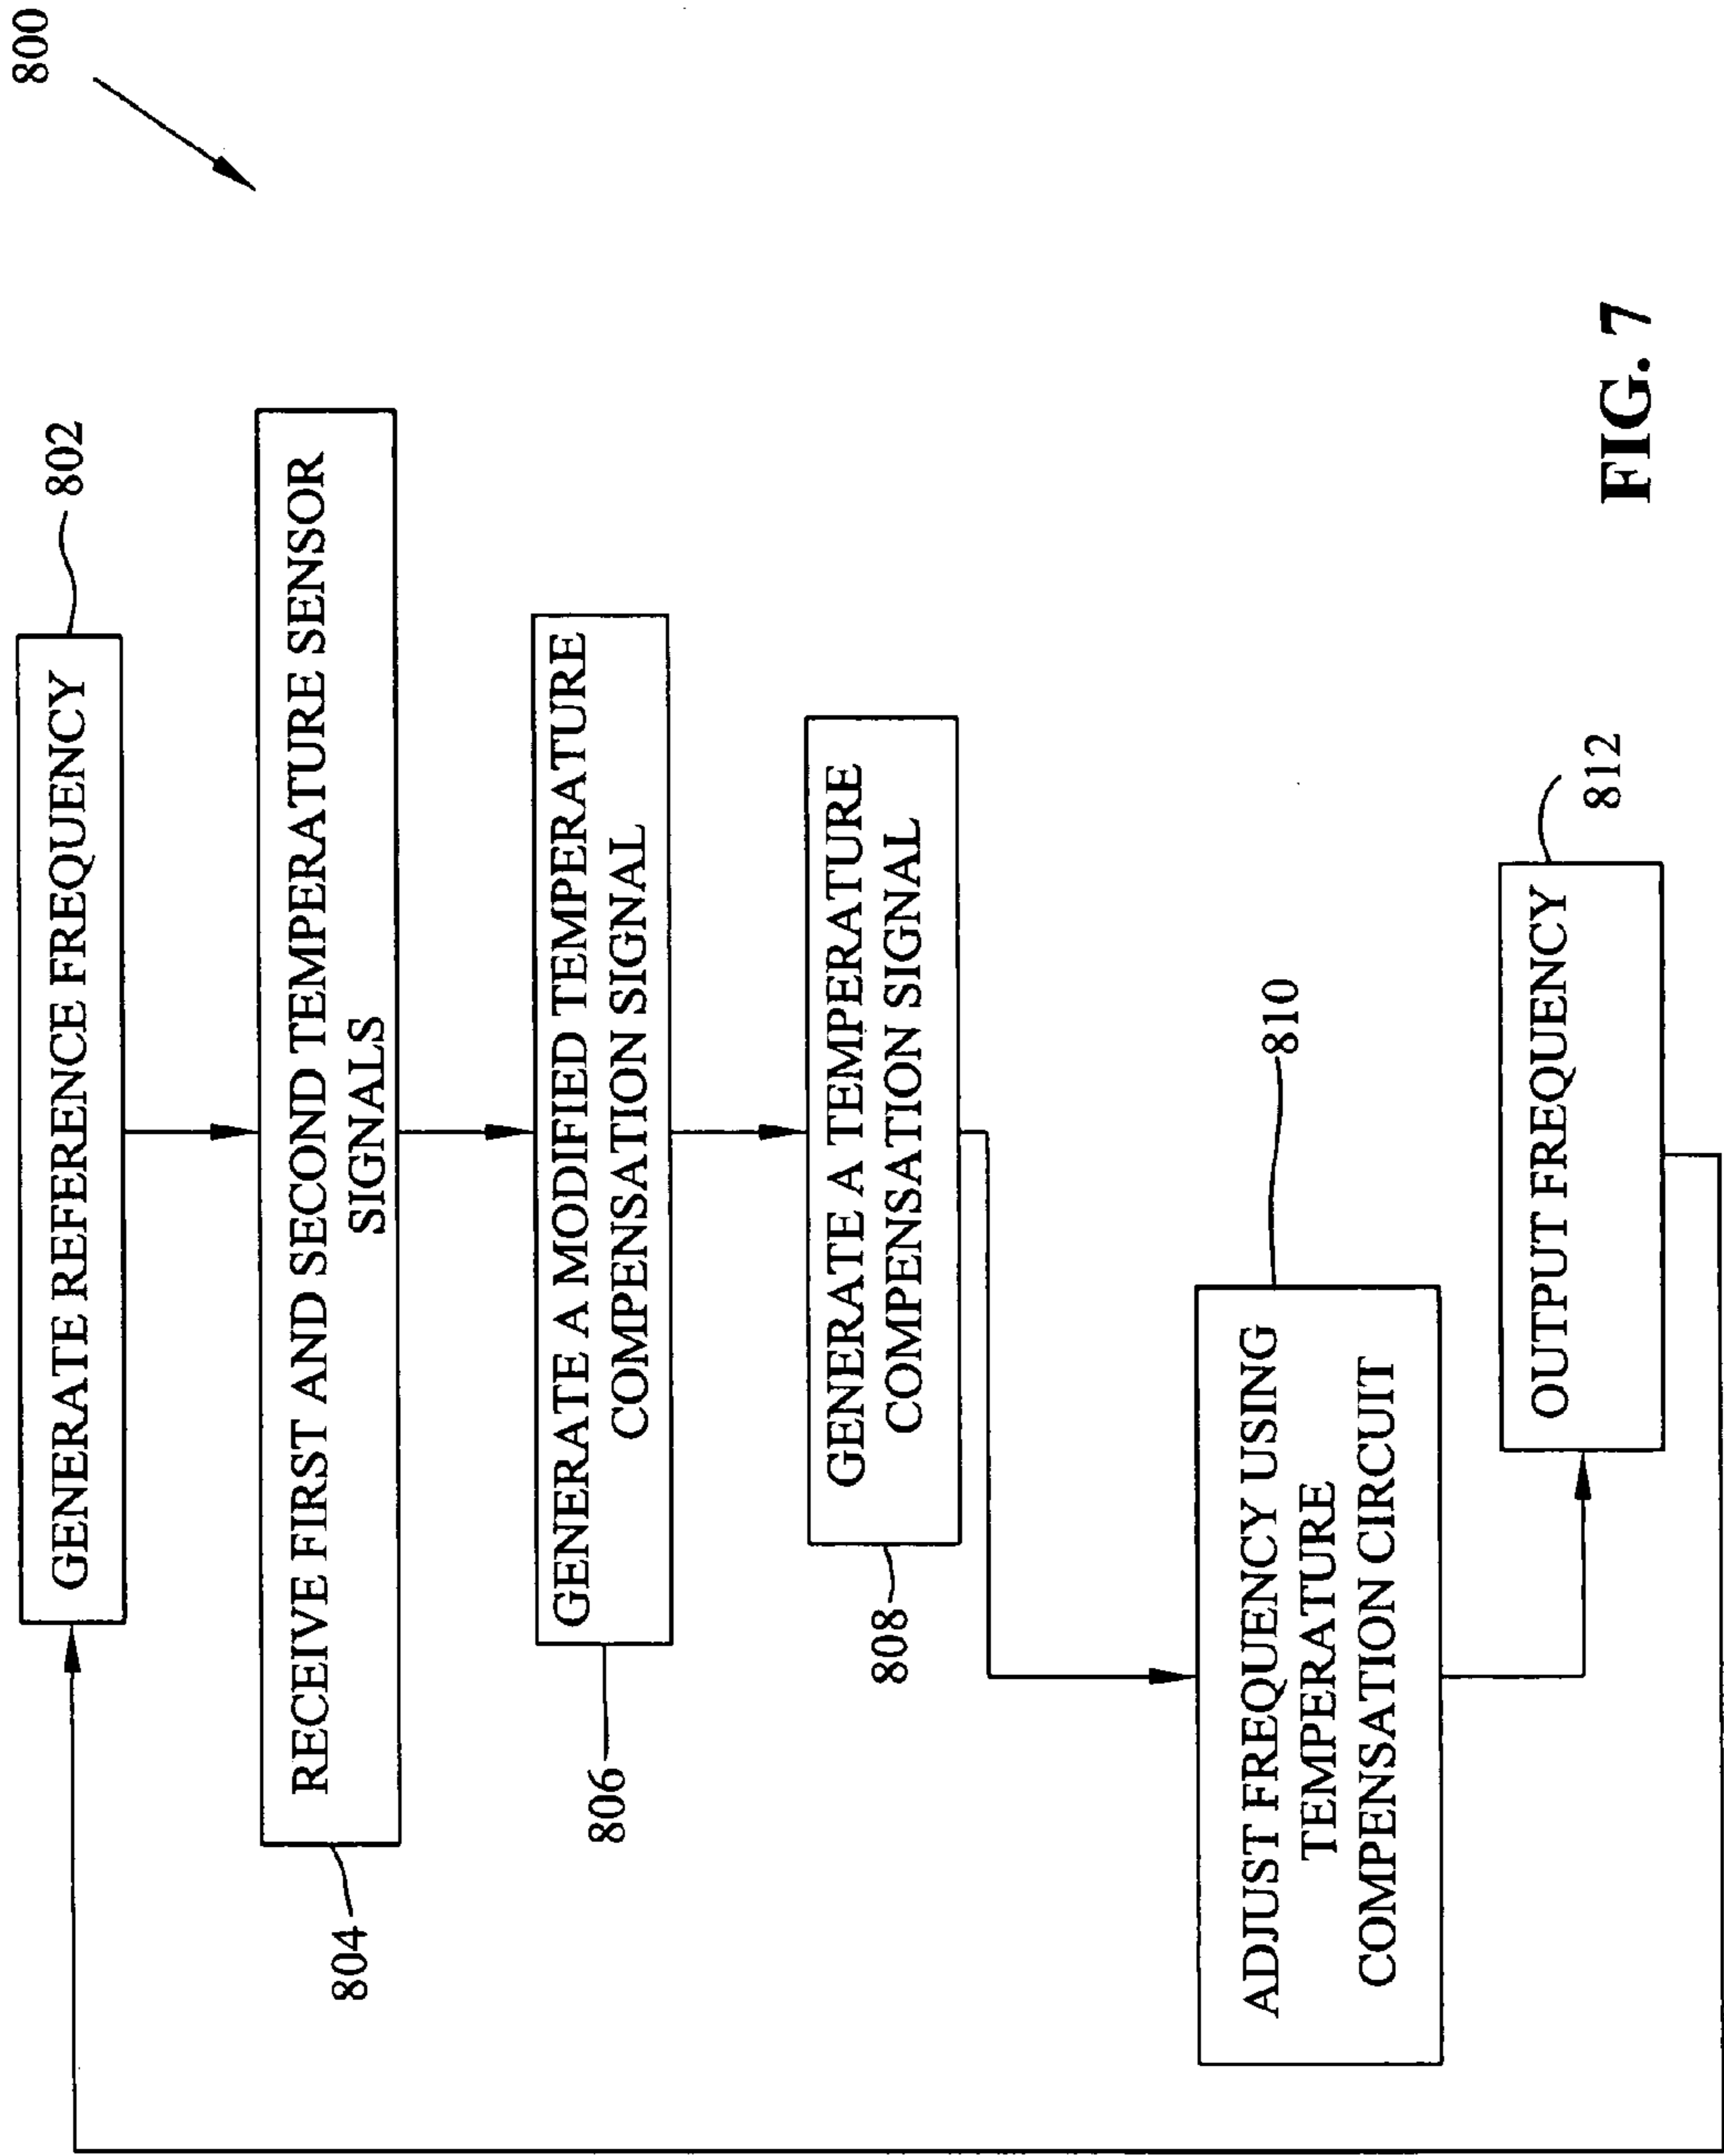 800
GENERATE REFERENCE FREQUENCY
802
RECEIVE FIRST AND SECOND TEMPERATURE SENSOR
SIGNALS
804
GENERATE A MODIFIED TEMPERATURE
COMPENSATION SIGNAL
806
GENERATE A TEMPERATURE
COMPENSATION SIGNAL
808
ADJUST FREQUENCY USING
TEMPERATURE
COMPENSATION CIRCUIT
810
OUTPUT FREQUENCY
812
FIG. 7